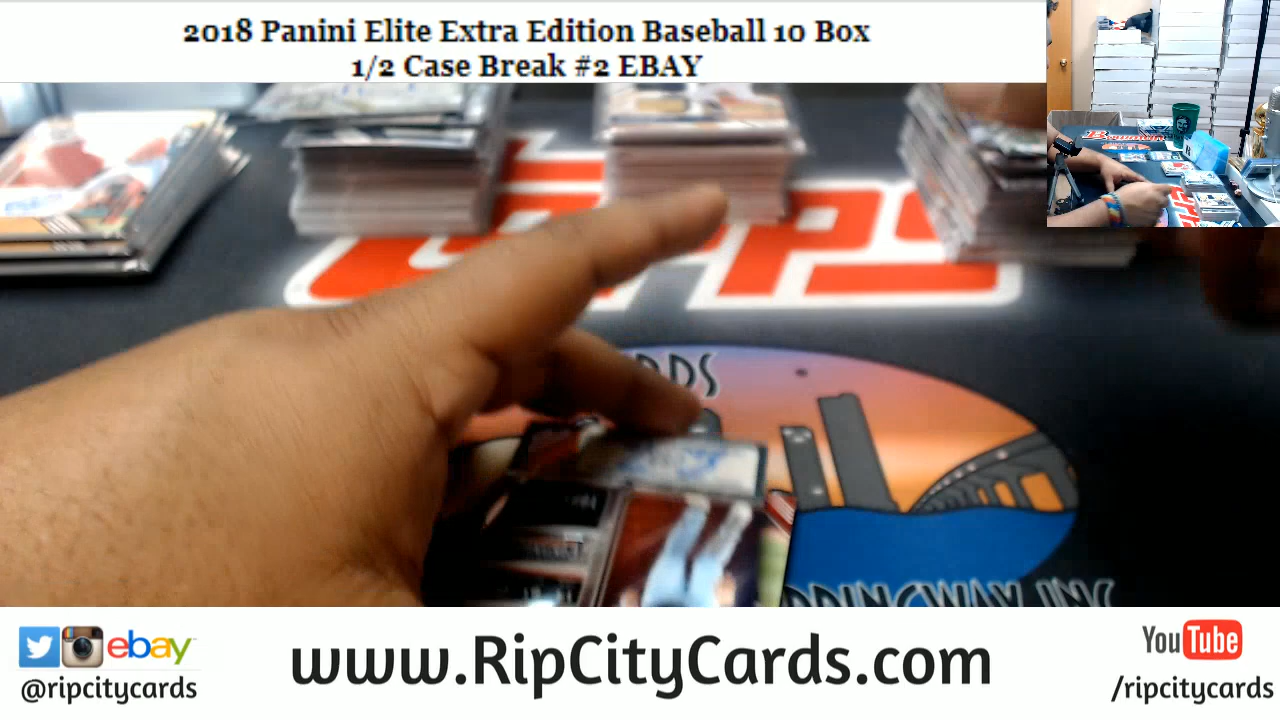 2018 Panini Elite Extra Edition Baseball 10 Box
1/2 Case Break #2 EBAY
ebay
@ripcitycards
www.RipCityCards.com
YouTube
/ripcitycards